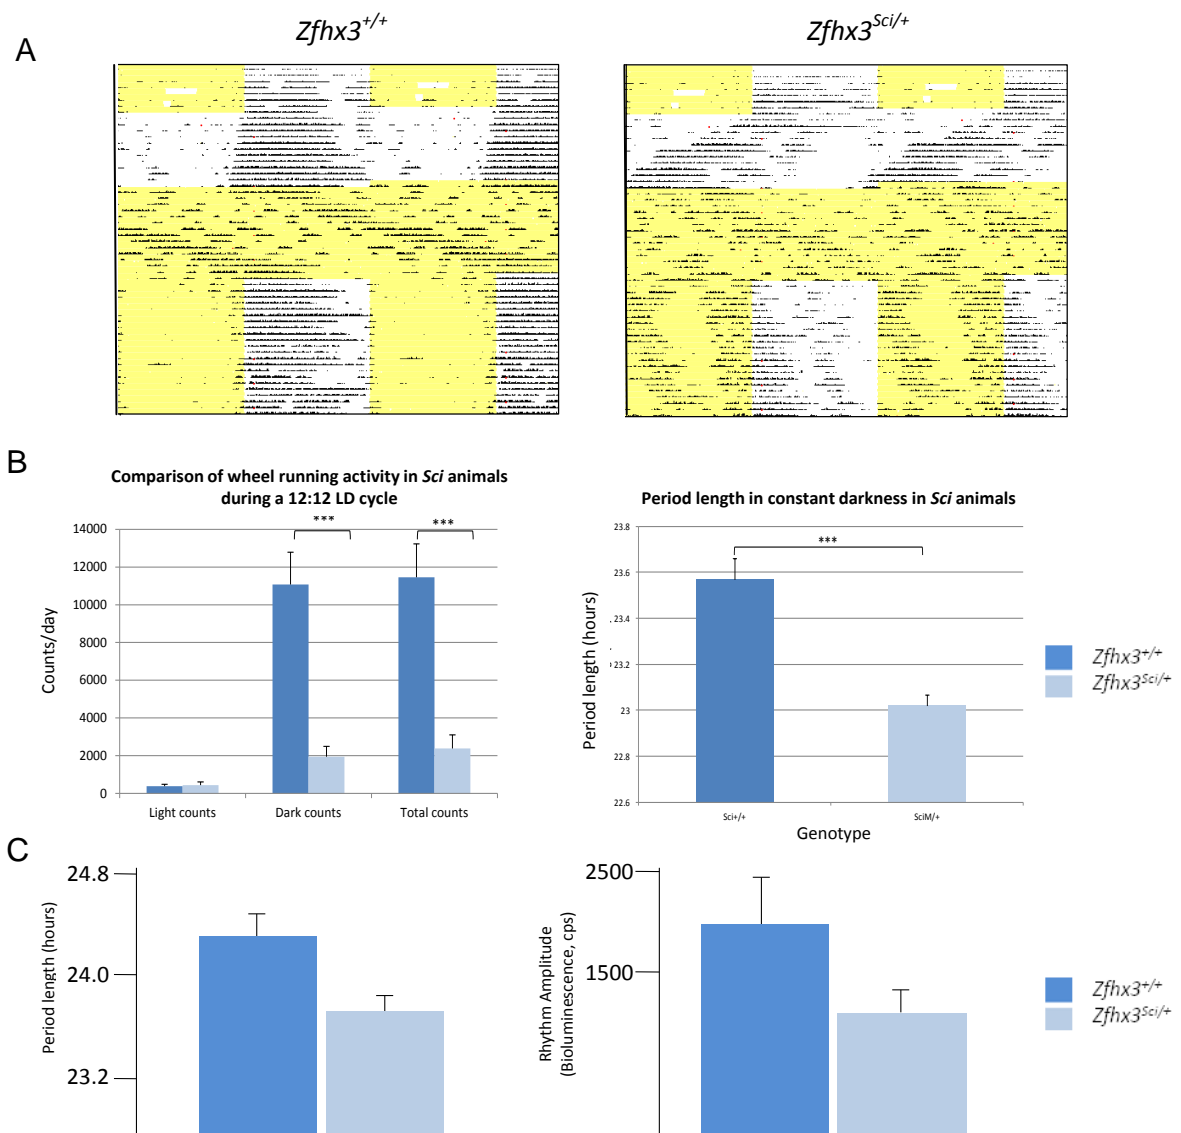 Zfhx3+/+
Zfhx3Sci/+
A
B
Comparison of wheel running activity in Sci animals
during a 12:12 LD cycle
14000
12000
10000
8000
6000
4000
2000
0
Counts/day
***
***
Light counts
Dark counts
Total counts
Period length in constant darkness in Sci animals
23.8
23.6
23.4
23.2
23
22.8
22.6
Period length (hours)
***
Sci+/+
SciM/+
Genotype
Zfhx3+/+
Zfhx3Sci/+
C
24.8
24.0
23.2
Period length (hours)
2500
1500
Rhythm Amplitude
(Bioluminescence, cps)
Zfhx3+/+
Zfhx3Sci/+